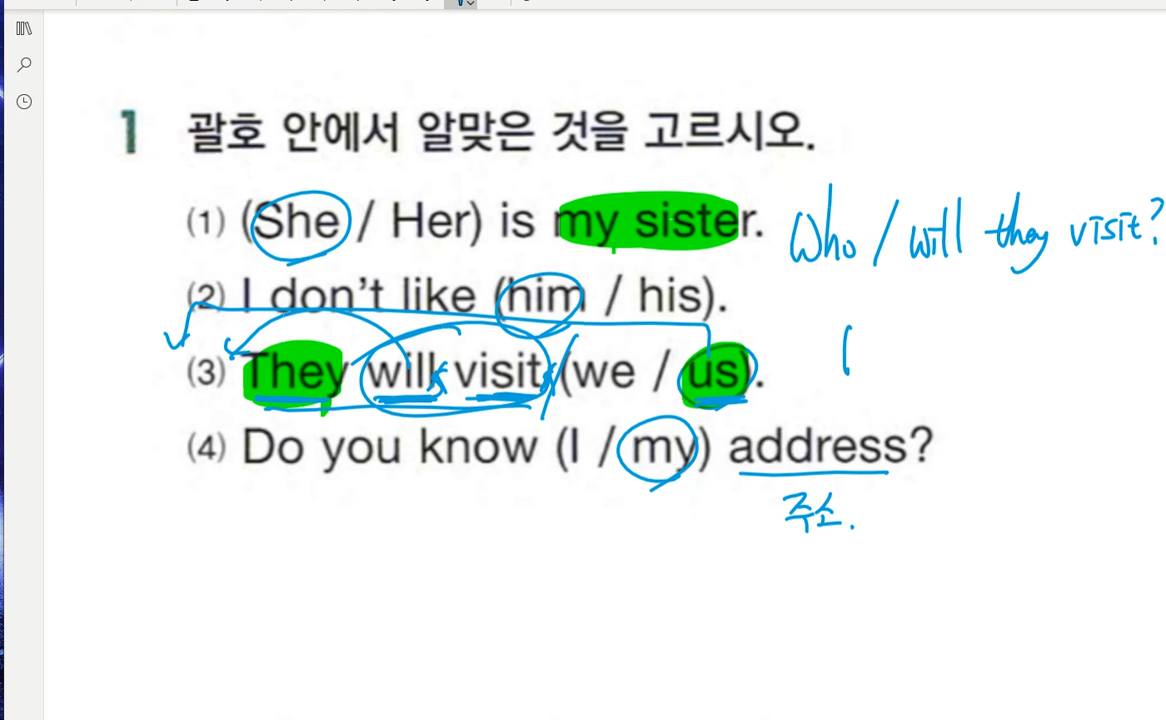 1 괄호 안에서 알맞은 것을 고르시오.
(1) (She / Her) is my sister.
Who / will they visit?
(2) I don't like (him / his).
(3) They will visit (we / us).
(4) Do you know (I / my) address?
주소.